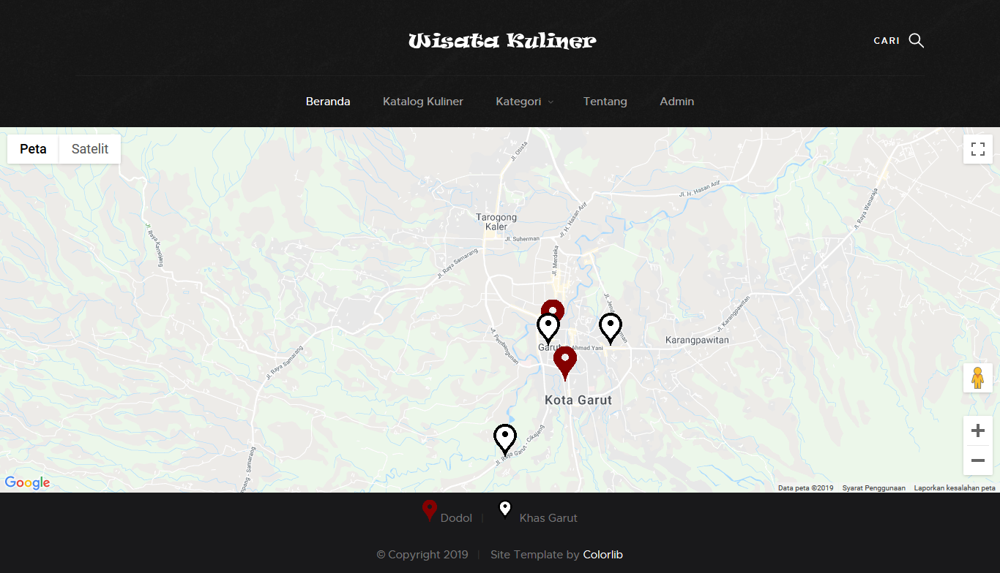 Wisata Kuliner
CARI
Beranda
Katalog Kuliner
Kategori
Tentang
Admin
Peta
Satelit
Jl. Otista
Jl. H. Hasan Arif
Jl. Raya Wanaraja
Tarogong
Kaler
Jl. H. Hasan Arif
Jl. Raya Kamojang
Jl. Suherman
Jl. Merdeka
Jl. Raya Samarang
Jl. Karangpawitan
Karangpawitan
Garut
Ahmad Yani
Jl. Pembangunan
Jl. Raya Samarang
Kota Garut
Jl. Raya Garut - Cikajang
Google
Data peta ©2019
Syarat Penggunaan
Laporkan kesalahan peta
Dodol | Khas Garut
© Copyright 2019 | Site Template by Colorlib